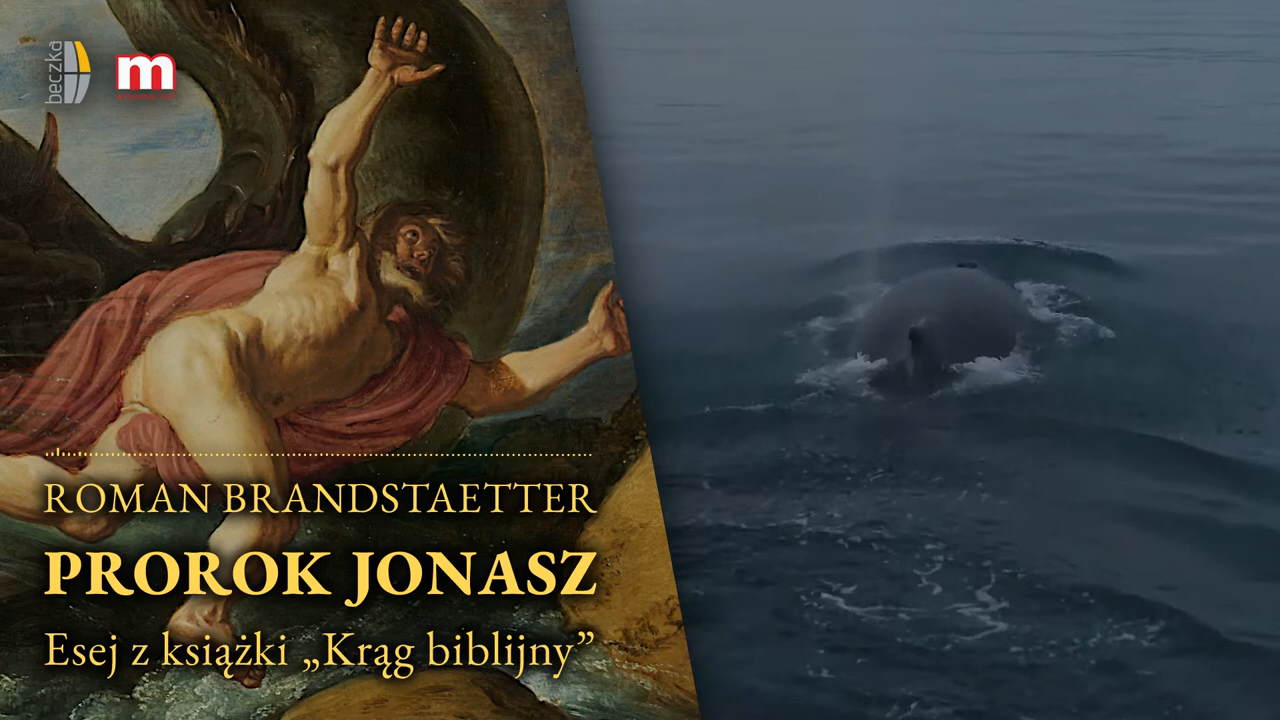 beczka
m
ROMAN BRANDSTAETTER
PROROK JONASZ
Esej z książki „Krąg biblijny”